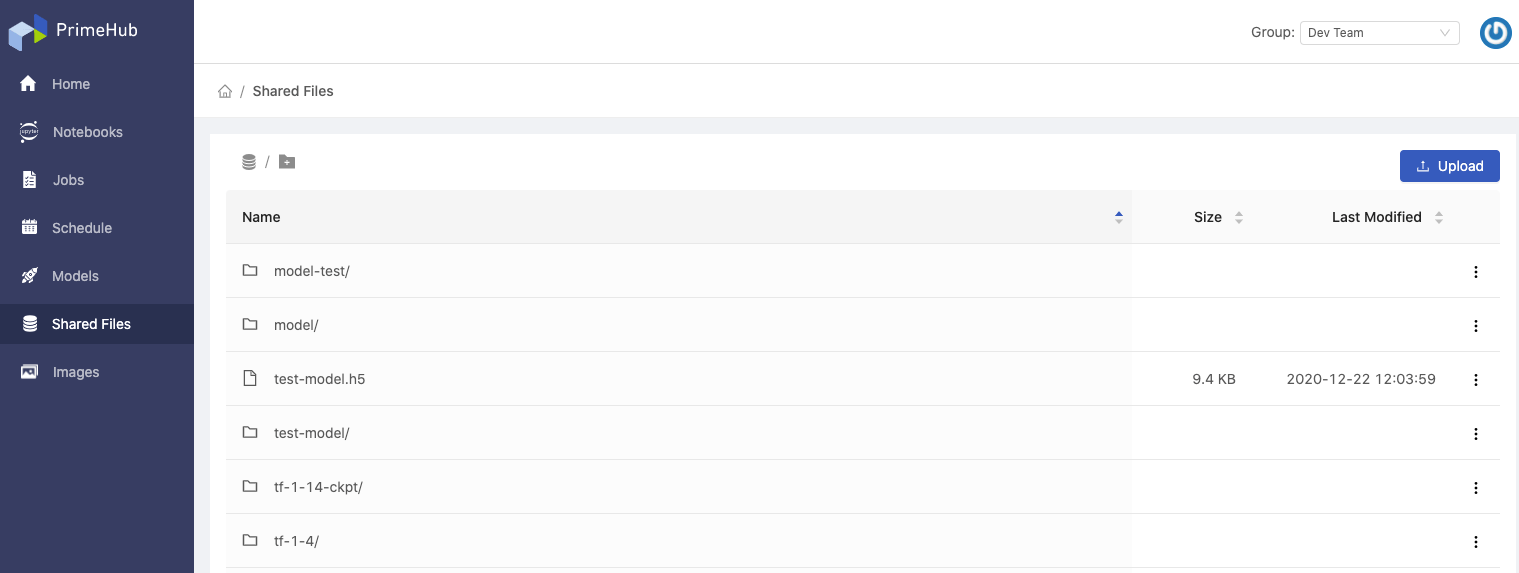 PrimeHub
Group: Dev Team
Home
/ Shared Files
Notebooks
Jobs
Schedule
Models
Shared Files
Images
/
Upload
Name Size Last Modified
model-test/
model/
test-model.h5 9.4 KB 2020-12-22 12:03:59
test-model/
tf-1-14-ckpt/
tf-1-4/